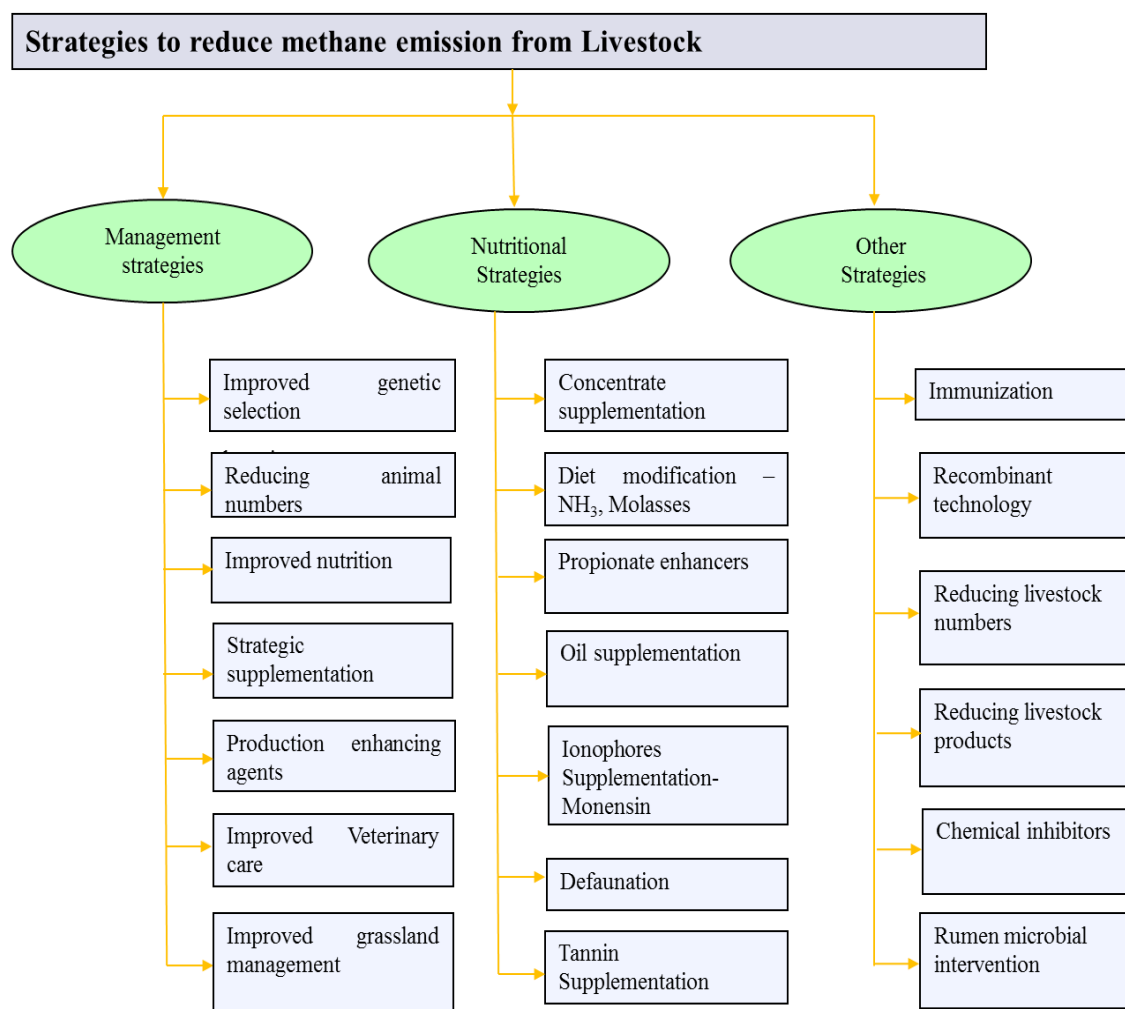 Strategies to reduce methane emission from Livestock
Management
strategies
Nutritional
Strategies
Other
Strategies
Improved genetic
selection
Reducing animal
numbers
Improved nutrition
Strategic
supplementation
Production enhancing
agents
Improved Veterinary
care
Improved grassland
management
Concentrate
supplementation
Diet modification –
NH₃, Molasses
Propionate enhancers
Oil supplementation
Ionophores
Supplementation-
Monensin
Defaunation
Tannin
Supplementation
Immunization
Recombinant
technology
Reducing livestock
numbers
Reducing livestock
products
Chemical inhibitors
Rumen microbial
intervention